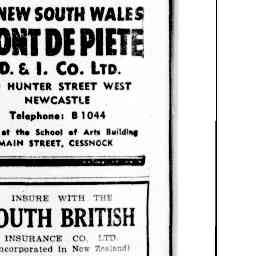 NEW SOUTH WALES
ONT DE PIETE
D. & I. Co. LTD.
HUNTER STREET WEST
NEWCASTLE
Telephone: B 1044
at the School of Arts Building
MAIN STREET, CESSNOCK
INSURE WITH THE
OUTH BRITISH
INSURANCE CO. LTD.
ncorporated in New Zealand)